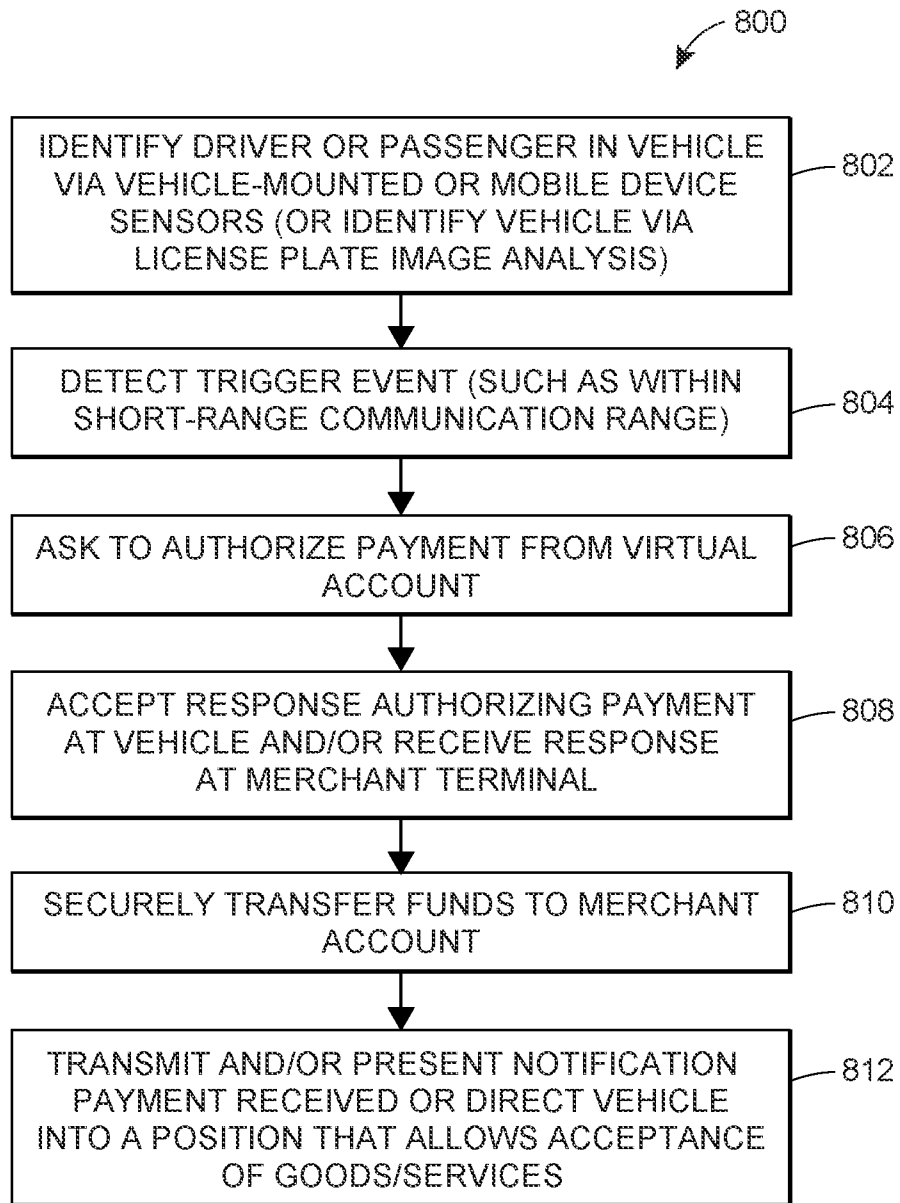 800
IDENTIFY DRIVER OR PASSENGER IN VEHICLE
VIA VEHICLE-MOUNTED OR MOBILE DEVICE
SENSORS (OR IDENTIFY VEHICLE VIA
LICENSE PLATE IMAGE ANALYSIS)
802
DETECT TRIGGER EVENT (SUCH AS WITHIN
SHORT-RANGE COMMUNICATION RANGE)
804
ASK TO AUTHORIZE PAYMENT FROM VIRTUAL
ACCOUNT
806
ACCEPT RESPONSE AUTHORIZING PAYMENT
AT VEHICLE AND/OR RECEIVE RESPONSE
AT MERCHANT TERMINAL
808
SECURELY TRANSFER FUNDS TO MERCHANT
ACCOUNT
810
TRANSMIT AND/OR PRESENT NOTIFICATION
PAYMENT RECEIVED OR DIRECT VEHICLE
INTO A POSITION THAT ALLOWS ACCEPTANCE
OF GOODS/SERVICES
812